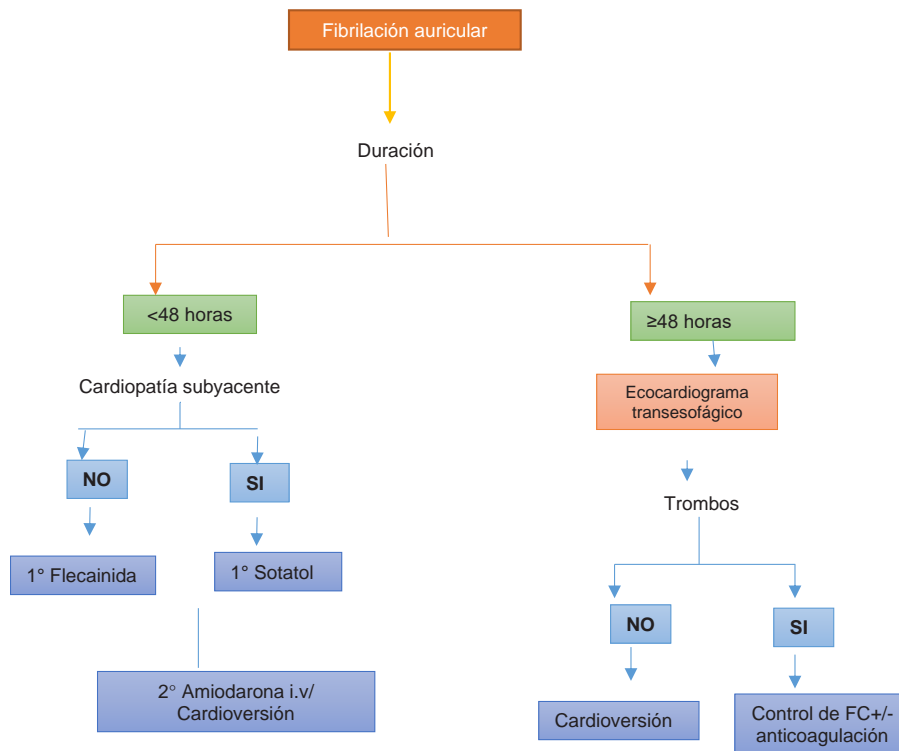 Fibrilación auricular
Duración
<48 horas
≥48 horas
Cardiopatía subyacente
Ecocardiograma
transesofágico
NO
SI
Trombos
1° Flecainida
1° Sotatol
NO
SI
2° Amiodarona i.v/
Cardioversión
Cardioversión
Control de FC+/-
anticoagulación